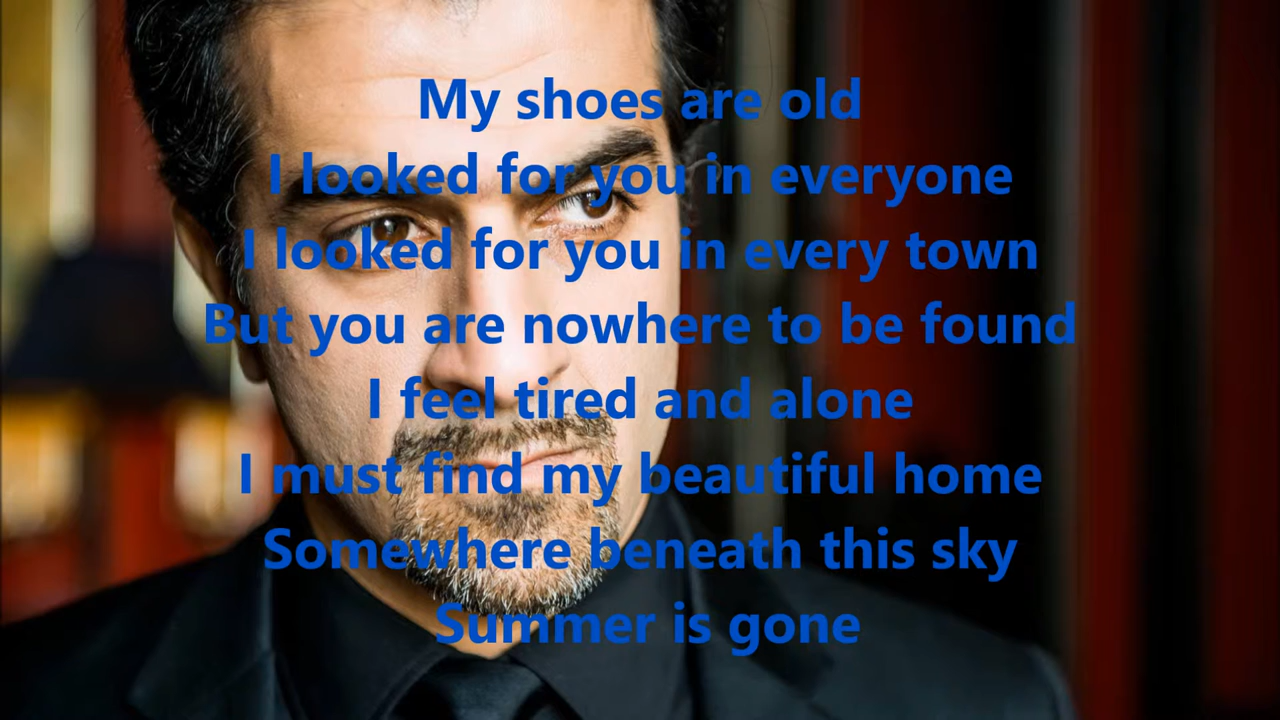 My shoes are old
I looked for you in everyone
I looked for you in every town
But you are nowhere to be found
I feel tired and alone
I must find my beautiful home
Somewhere beneath this sky
Summer is gone